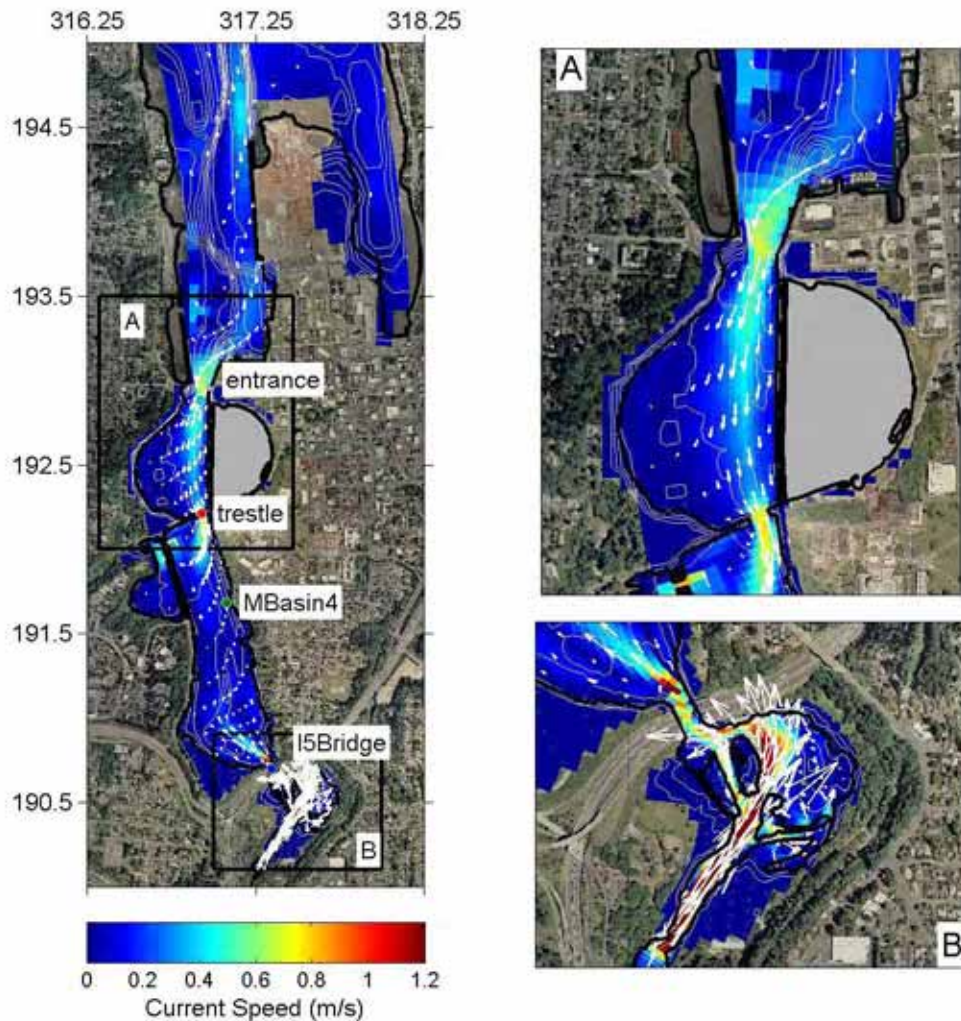 316.25 317.25 318.25
194.5
193.5
192.5
191.5
190.5
A
entrance
trestle
MBasin4
I5Bridge
B
0 0.2 0.4 0.6 0.8 1 1.2
Current Speed (m/s)
A
B